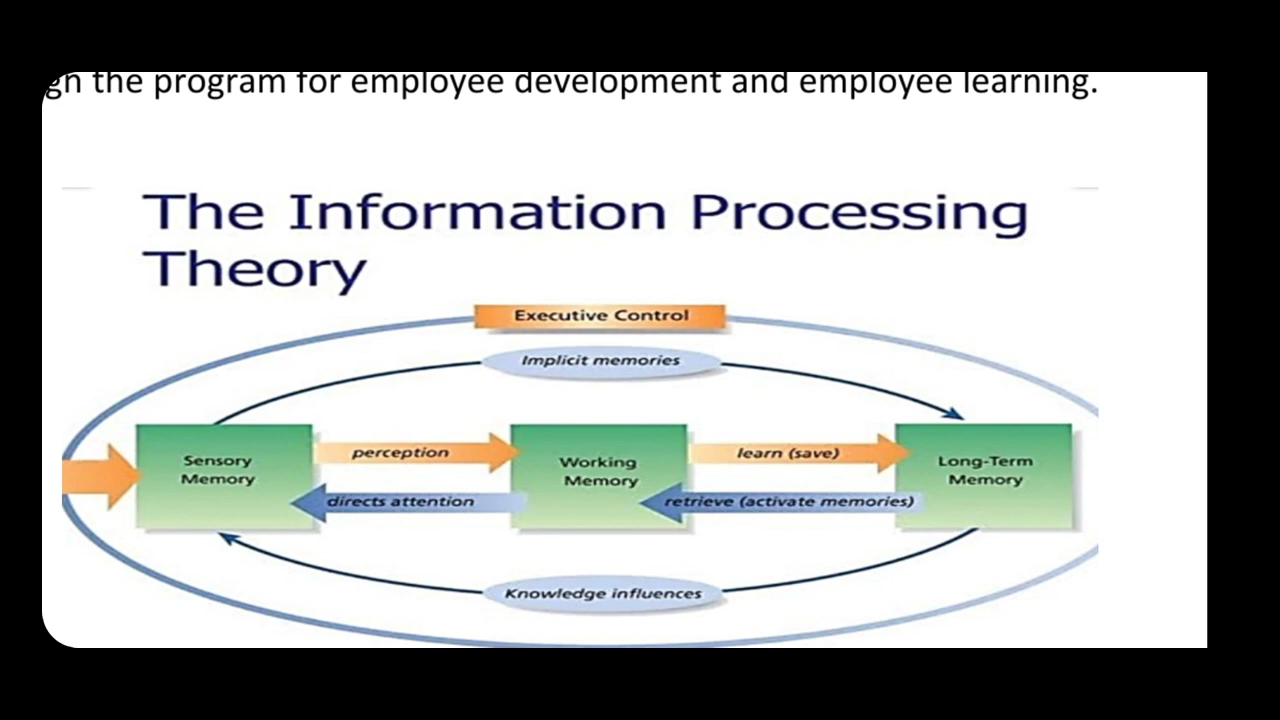 the program for employee development and employee learning.
The Information Processing
Theory
Executive Control
Implicit memories
Sensory
Memory
perception
directs attention
Working
Memory
learn (save)
retrieve (activate memories)
Long-Term
Memory
Knowledge influences